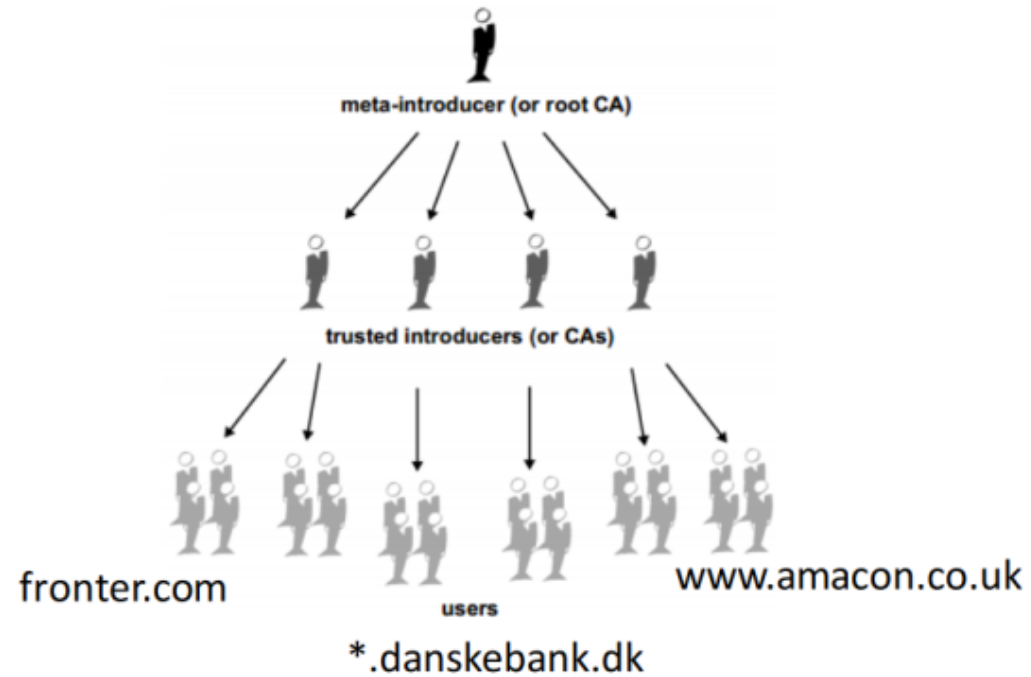 meta-introducer (or root CA)
trusted introducers (or CAs)
fronter.com
www.amacon.co.uk
users
*.danskebank.dk